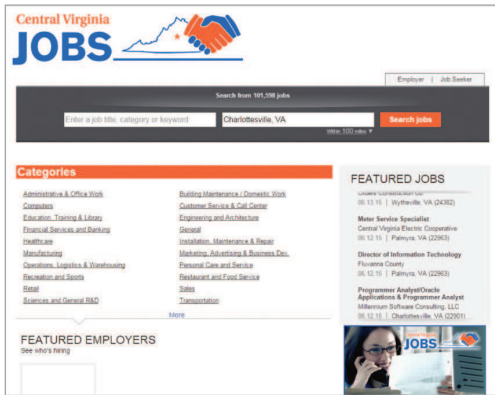 Central Virginia
JOBS
Employer | Job Seeker
Search from 101,598 jobs
Enter a job title, category or keyword
Charlottesville, VA
Search jobs
Within 100 miles ▼
Categories
Administrative & Office Work
Computers
Education, Training & Library
Financial Services and Banking
Healthcare
Manufacturing
Operations, Logistics & Warehousing
Recreation and Sports
Retail
Sciences and General R&D
Building Maintenance / Domestic Work
Customer Service & Call Center
Engineering and Architecture
General
Installation, Maintenance & Repair
Marketing, Advertising & Business Dev.
Personal Care and Service
Restaurant and Food Service
Sales
Transportation
More
FEATURED EMPLOYERS
See who's hiring
FEATURED JOBS
Construction Co.
06.13.15 | Wytheville, VA (24382)
Meter Service Specialist
Central Virginia Electric Cooperative
06.12.15 | Palmyra, VA (22963)
Director of Information Technology
Fluvanna County
06.12.15 | Palmyra, VA (22963)
Programmer Analyst/Oracle
Applications & Programmer Analyst
Millennium Software Consulting, LLC
06.12.15 | Charlottesville, VA (22901)
JOBS